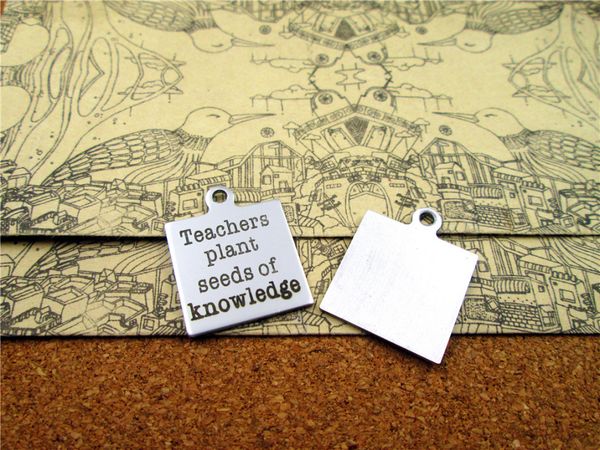 Teachers
plant
seeds of
knowledge